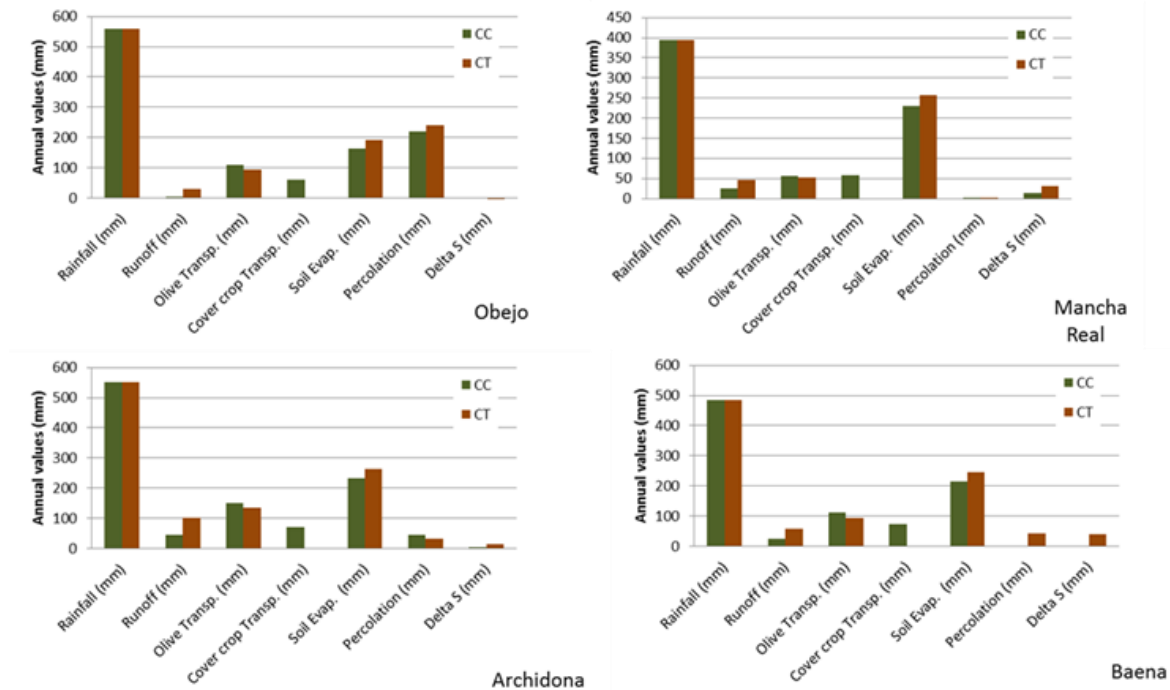 600
500
400
300
200
100
0
Annual values (mm)
CC
CT
Rainfall (mm)
Runoff (mm)
Olive Transp. (mm)
Cover crop Transp. (mm)
Soil Evap. (mm)
Percolation (mm)
Delta S (mm)
Obejo
450
400
350
300
250
200
150
100
50
0
Annual values (mm)
CC
CT
Rainfall (mm)
Runoff (mm)
Olive Transp. (mm)
Cover crop Transp. (mm)
Soil Evap. (mm)
Percolation (mm)
Delta S (mm)
Mancha
Real
600
500
400
300
200
100
0
Annual values (mm)
CC
CT
Rainfall (mm)
Runoff (mm)
Olive Transp. (mm)
Cover crop Transp. (mm)
Soil Evap. (mm)
Percolation (mm)
Delta S (mm)
Archidona
600
500
400
300
200
100
0
Annual values (mm)
CC
CT
Rainfall (mm)
Runoff (mm)
Olive Transp. (mm)
Cover crop Transp. (mm)
Soil Evap. (mm)
Percolation (mm)
Delta S (mm)
Baena